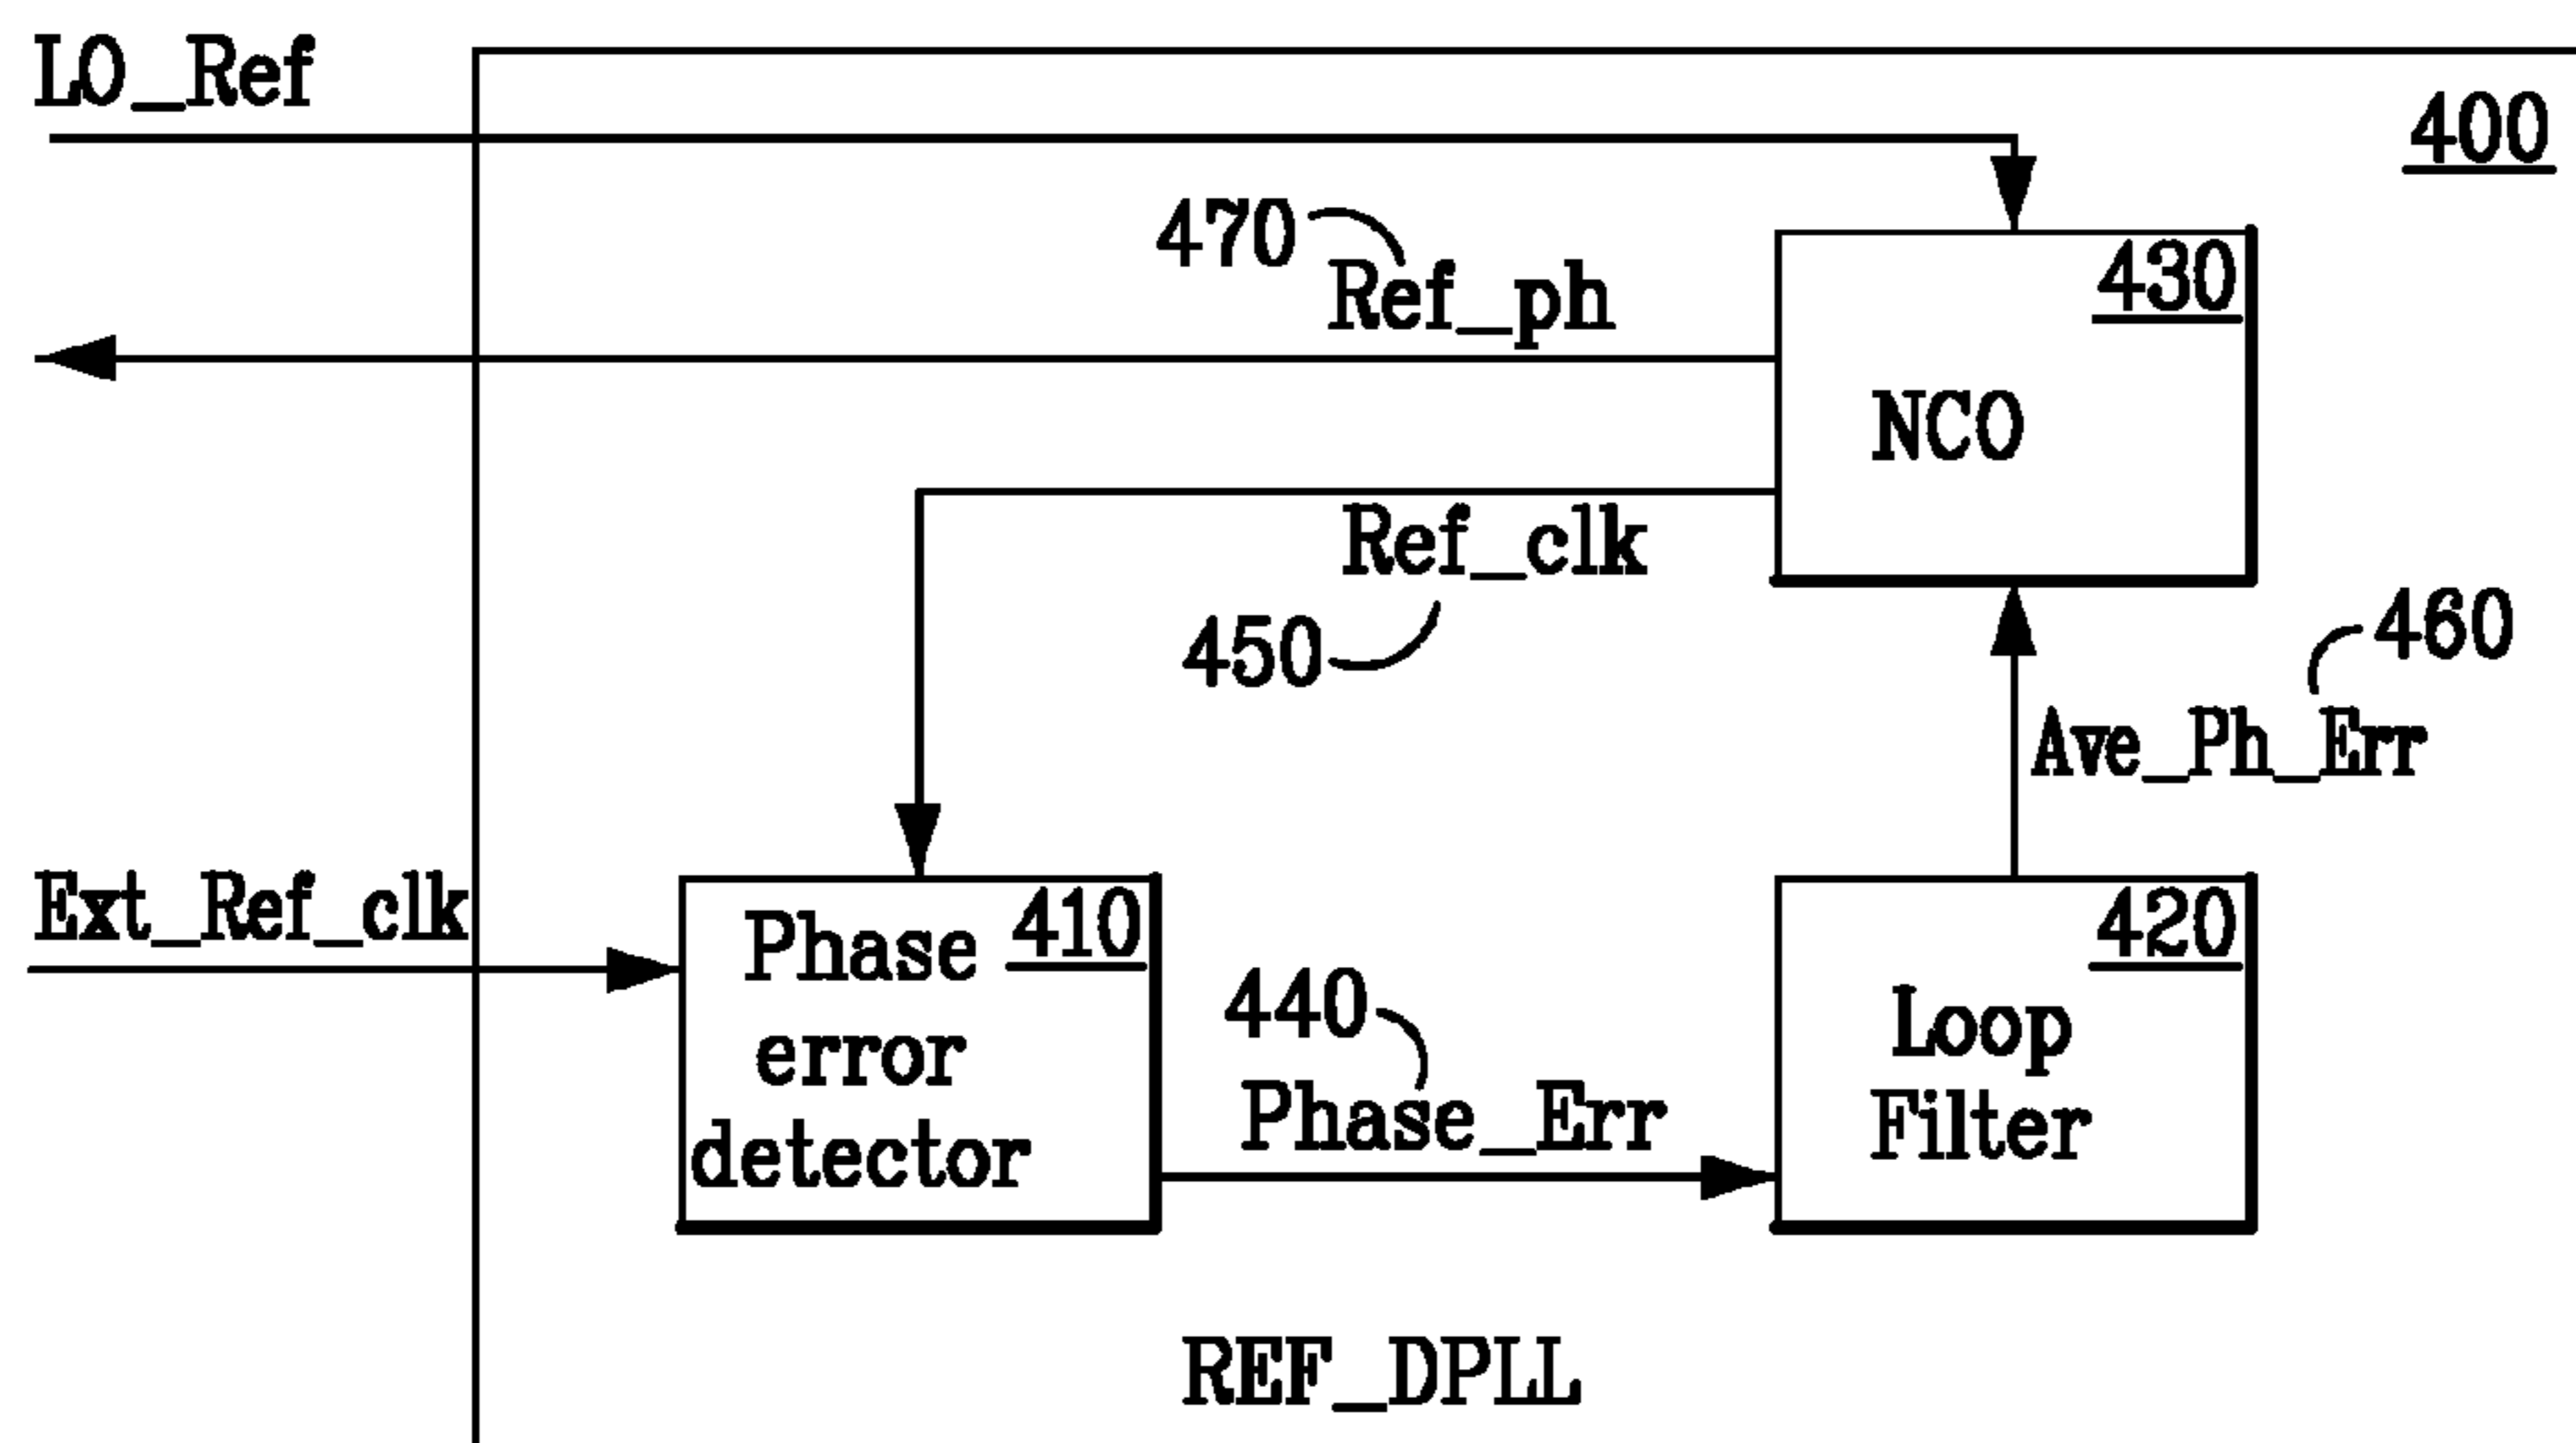 LO_Ref
400
470
Ref_ph
430
NCO
Ref_clk
450
460
Ave_Ph_Err
Ext_Ref_clk
410
Phase
error
detector
440
Phase_Err
420
Loop
Filter
REF_DPLL